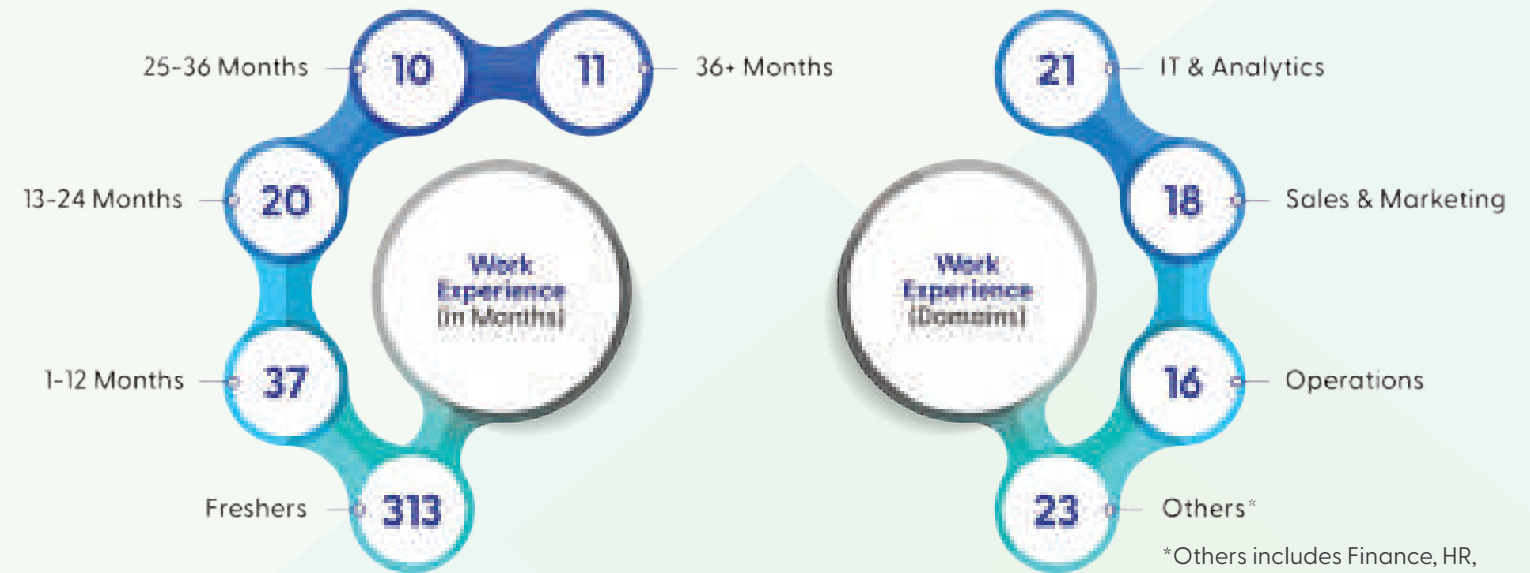 25-36 Months
10
11
36+ Months
13-24 Months
20
Work
Experience
(in Months)
1-12 Months
37
Freshers
313
21
IT & Analytics
18
Sales & Marketing
Work
Experience
(Domains)
16
Operations
23
Others*
*Others includes Finance, HR,